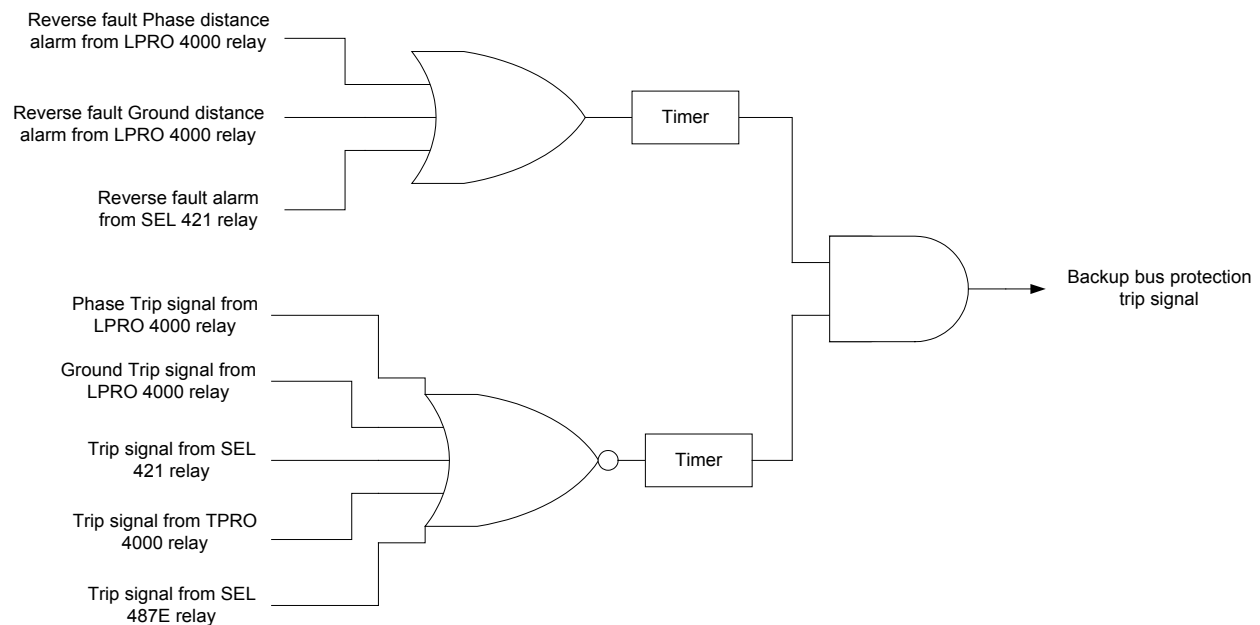 Reverse fault Phase distance
alarm from LPRO 4000 relay
Reverse fault Ground distance
alarm from LPRO 4000 relay
Timer
Reverse fault alarm
from SEL 421 relay
Backup bus protection
trip signal
Phase Trip signal from
LPRO 4000 relay
Ground Trip signal from
LPRO 4000 relay
Trip signal from SEL
421 relay
Timer
Trip signal from TPRO
4000 relay
Trip signal from SEL
487E relay